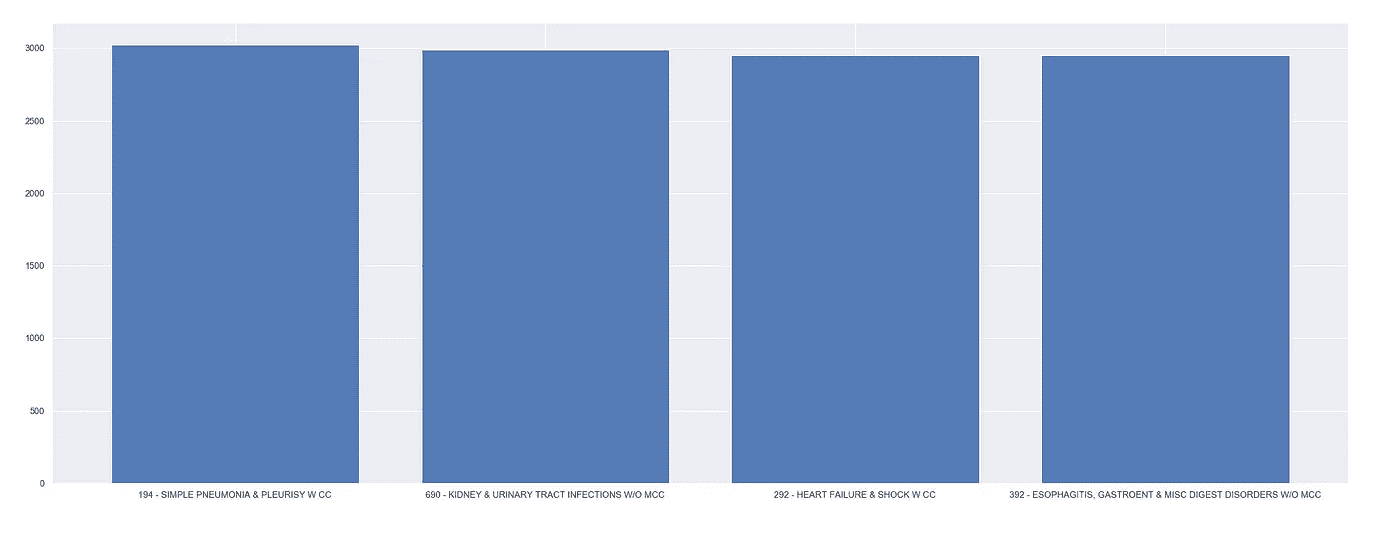 3000
2500
2000
1500
1000
500
0
194 - SIMPLE PNEUMONIA & PLEURISY W CC
690 - KIDNEY & URINARY TRACT INFECTIONS W/O MCC
292 - HEART FAILURE & SHOCK W CC
392 - ESOPHAGITIS, GASTROENT & MISC DIGEST DISORDERS W/O MCC